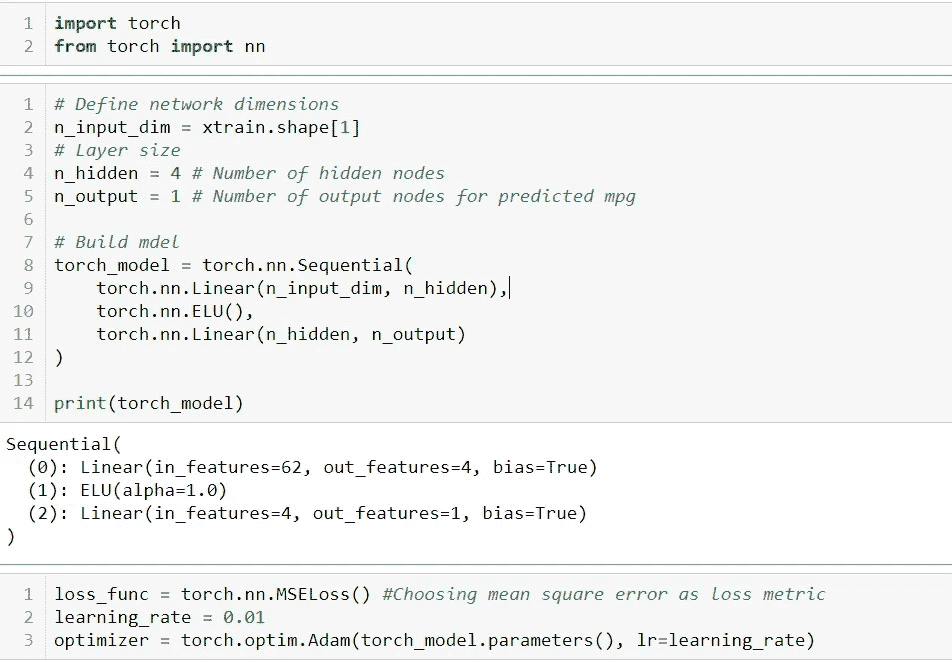 1 import torch
2 from torch import nn
1 # Define network dimensions
2 n_input_dim = xtrain.shape[1]
3 # Layer size
4 n_hidden = 4 # Number of hidden nodes
5 n_output = 1 # Number of output nodes for predicted mpg
6
7 # Build mdel
8 torch_model = torch.nn.Sequential(
9     torch.nn.Linear(n_input_dim, n_hidden),
10     torch.nn.ELU(),
11     torch.nn.Linear(n_hidden, n_output)
12 )
13
14 print(torch_model)
Sequential(
  (0): Linear(in_features=62, out_features=4, bias=True)
  (1): ELU(alpha=1.0)
  (2): Linear(in_features=4, out_features=1, bias=True)
)
1 loss_func = torch.nn.MSELoss() #Choosing mean square error as loss metric
2 learning_rate = 0.01
3 optimizer = torch.optim.Adam(torch_model.parameters(), lr=learning_rate)